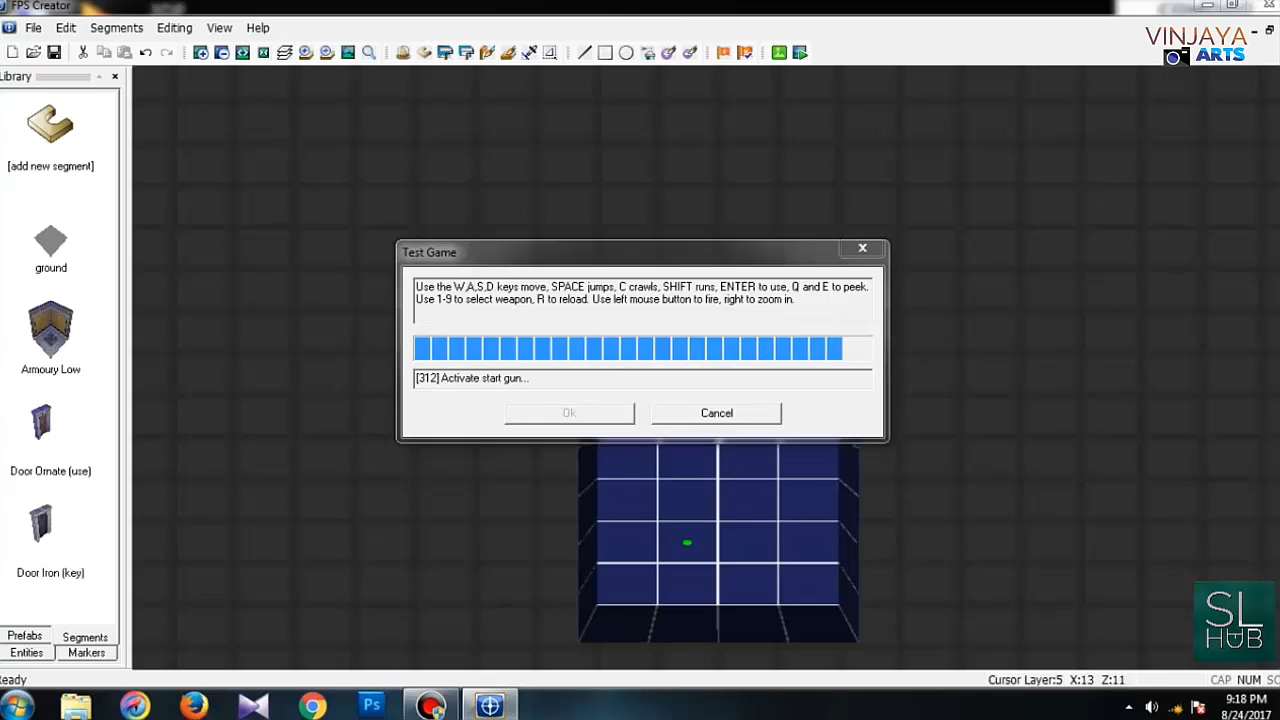 FPS Creator
File Edit Segments Editing View Help
VINJAYA
ARTS
Library
[add new segment]
ground
Armoury Low
Door Ornate (use)
Door Iron (key)
Prefabs Segments
Entities Markers
Test Game
Use the W,A,S,D keys move, SPACE jumps, C crawls, SHIFT runs, ENTER to use, Q and E to peek.
Use 1-9 to select weapon, R to reload. Use left mouse button to fire, right to zoom in.
[312] Activate start gun...
Ok Cancel
SL
HUB
Ready Cursor Layer:5 X:13 Z:11 CAP NUM SC
Ps
9:18 PM
8/24/2017